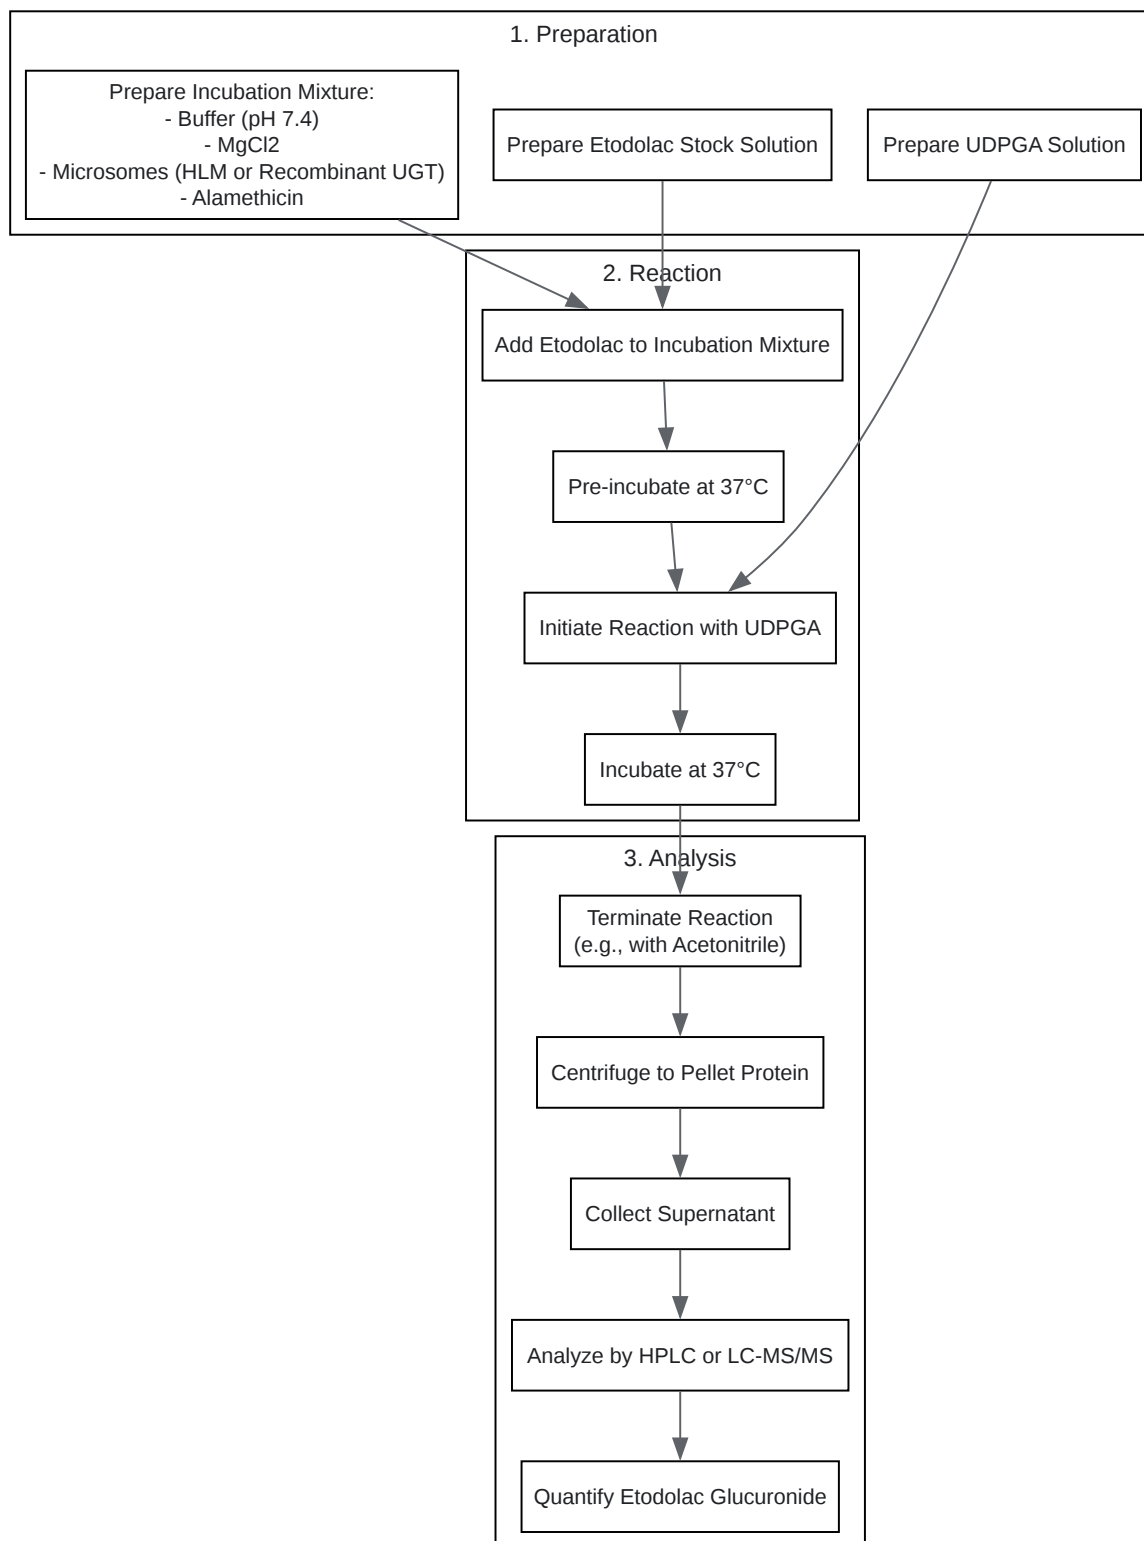 1. Preparation
Prepare Incubation Mixture:
- Buffer (pH 7.4)
- MgCl2
- Microsomes (HLM or Recombinant UGT)
- Alamethicin
Prepare Etodolac Stock Solution
Prepare UDPGA Solution
2. Reaction
Add Etodolac to Incubation Mixture
Pre-incubate at 37°C
Initiate Reaction with UDPGA
Incubate at 37°C
3. Analysis
Terminate Reaction
(e.g., with Acetonitrile)
Centrifuge to Pellet Protein
Collect Supernatant
Analyze by HPLC or LC-MS/MS
Quantify Etodolac Glucuronide